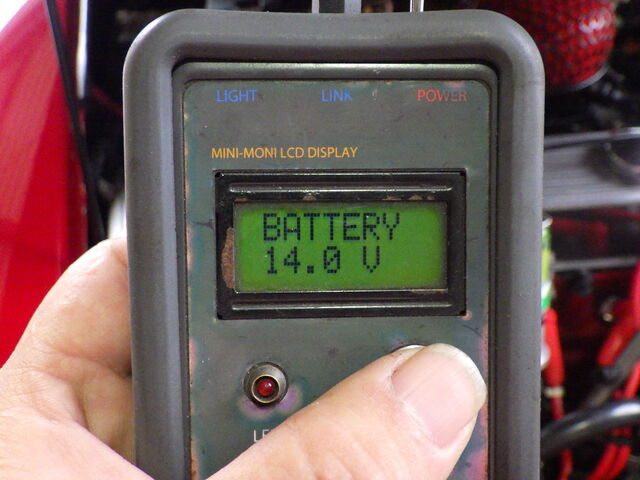 LIGHT LINK POWER
MINI-MONI LCD DISPLAY
BATTERY
14.0 V